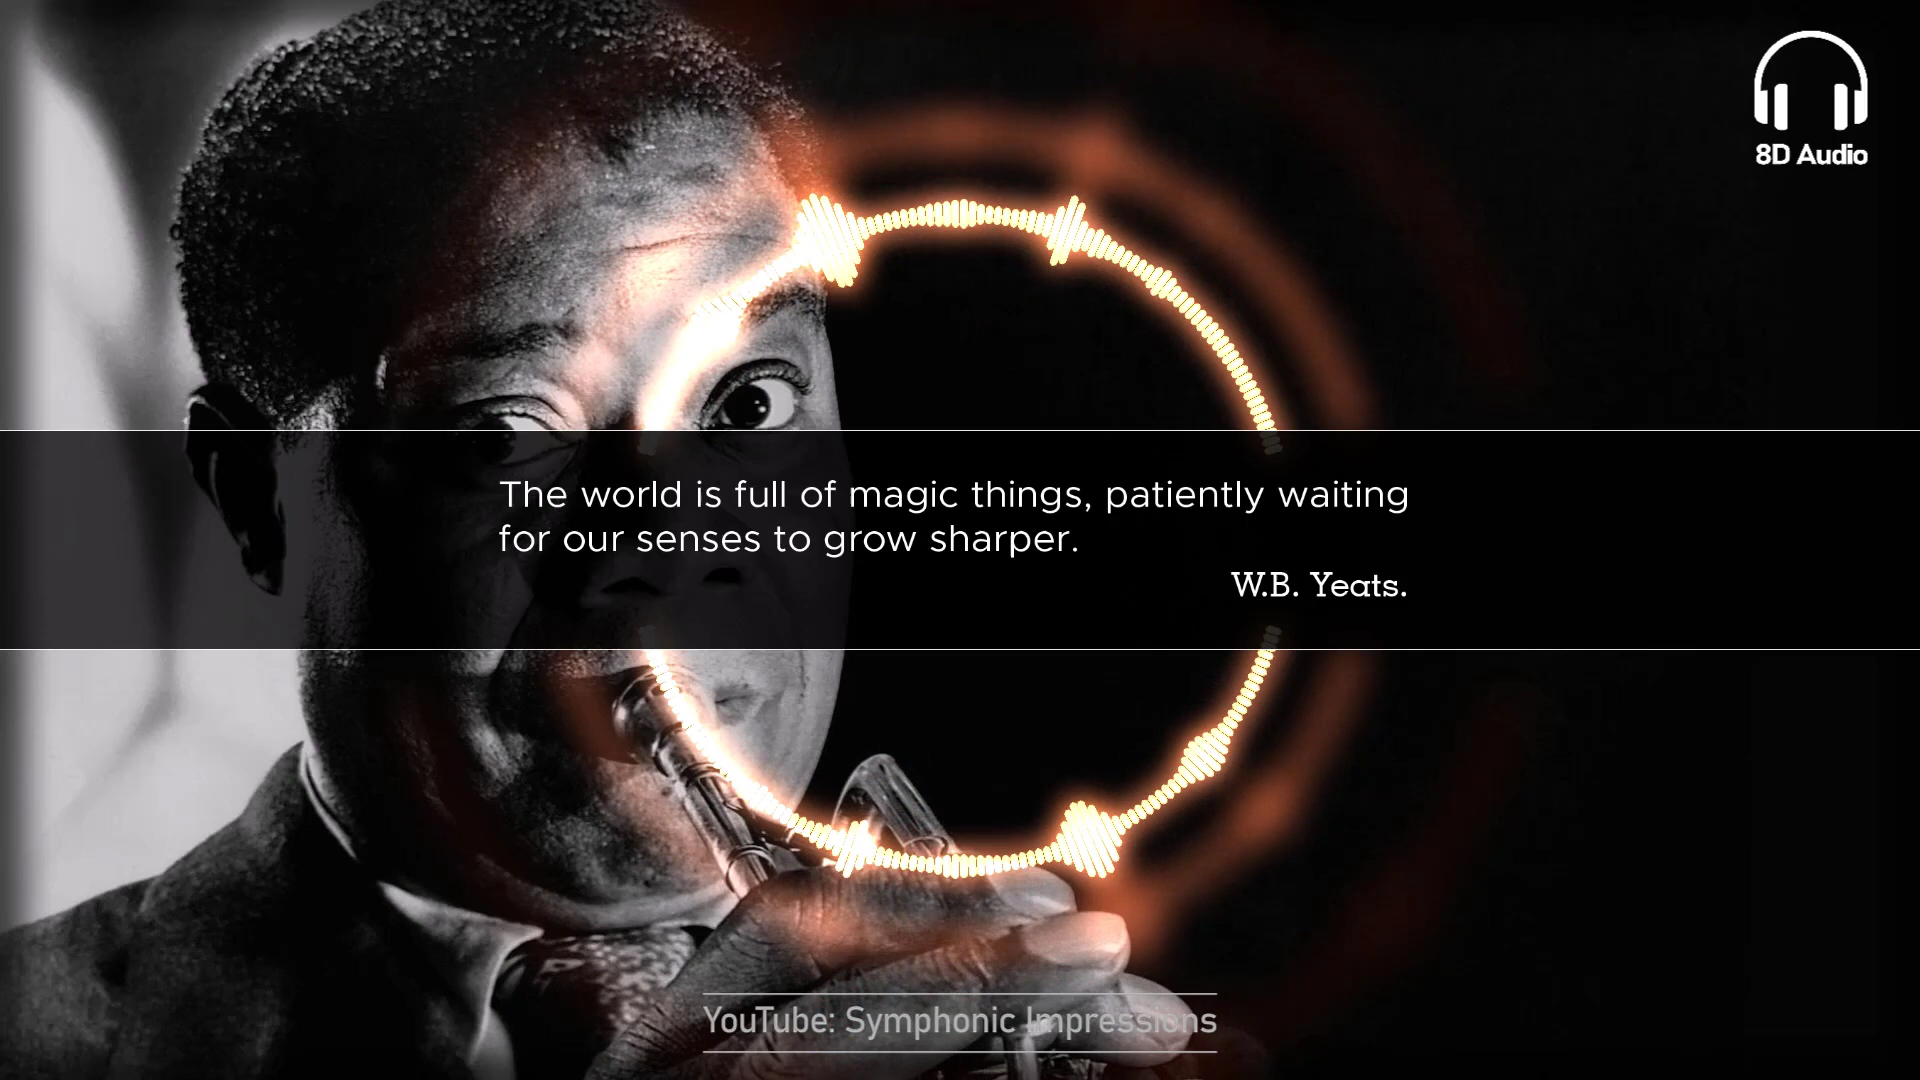 8D Audio
The world is full of magic things, patiently waiting
for our senses to grow sharper.
W.B. Yeats.
YouTube: Symphonic Impressions